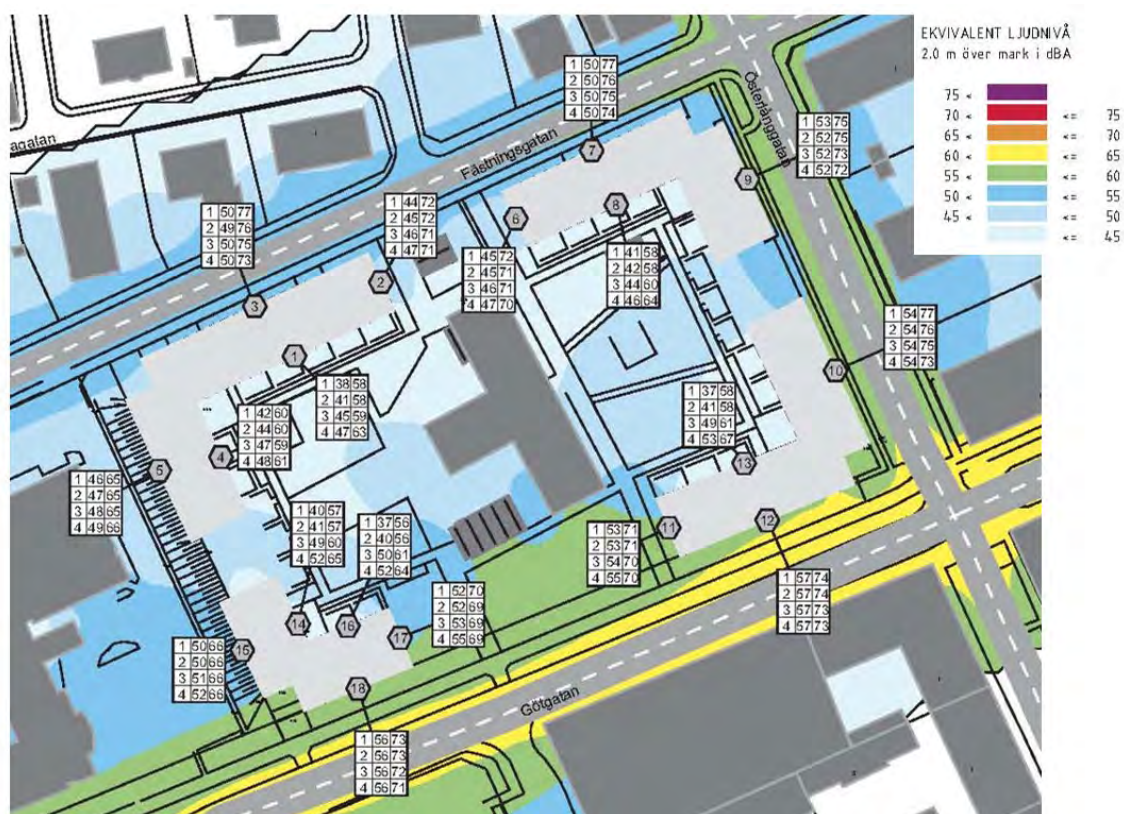 EKVIVALENT LJUDNIVÅ
2.0 m över mark i dBA
75 <
70 < <= 75
65 < <= 70
60 < <= 65
55 < <= 60
50 < <= 55
45 < <= 50
<= 45
agatan
Fästningsgatan
Österlånggatan
Götgatan
7
1 50 77
2 50 76
3 50 75
4 50 74
9
1 53 75
2 52 75
3 52 73
4 52 72
3
1 50 77
2 49 76
3 50 75
4 50 73
2
1 44 72
2 45 72
3 46 71
4 47 71
6
1 45 72
2 45 71
3 46 71
4 47 70
8
1 41 58
2 42 58
3 44 60
4 46 64
10
1 54 77
2 54 76
3 54 75
4 54 73
1
1 38 58
2 41 58
3 45 59
4 47 63
4
1 42 60
2 44 60
3 47 59
4 48 61
13
1 37 58
2 41 58
3 49 61
4 53 67
5
1 46 65
2 47 65
3 48 65
4 49 66
14
1 40 57
2 41 57
3 49 60
4 52 65
16
1 37 56
2 40 56
3 50 61
4 52 64
11
1 53 71
2 53 71
3 54 70
4 55 70
12
1 57 74
2 57 74
3 57 73
4 57 73
17
1 52 70
2 52 69
3 53 69
4 55 69
15
1 50 66
2 50 66
3 51 66
4 52 66
18
1 56 73
2 56 73
3 56 72
4 56 71